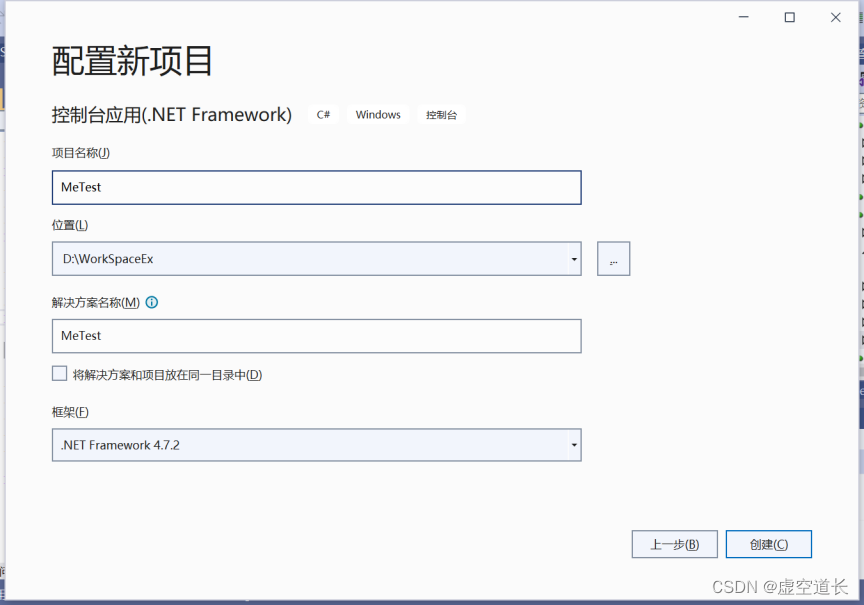 配置新项目
控制台应用(.NET Framework) C# Windows 控制台
项目名称(J)
MeTest
位置(L)
D:\WorkSpaceEx
...
解决方案名称(M)
MeTest
将解决方案和项目放在同一目录中(D)
框架(F)
.NET Framework 4.7.2
上一步(B) 创建(C)
CSDN @虚空道长